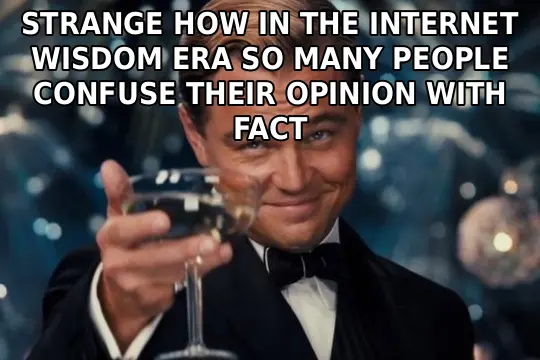 STRANGE HOW IN THE INTERNET
WISDOM ERA SO MANY PEOPLE
CONFUSE THEIR OPINION WITH
FACT